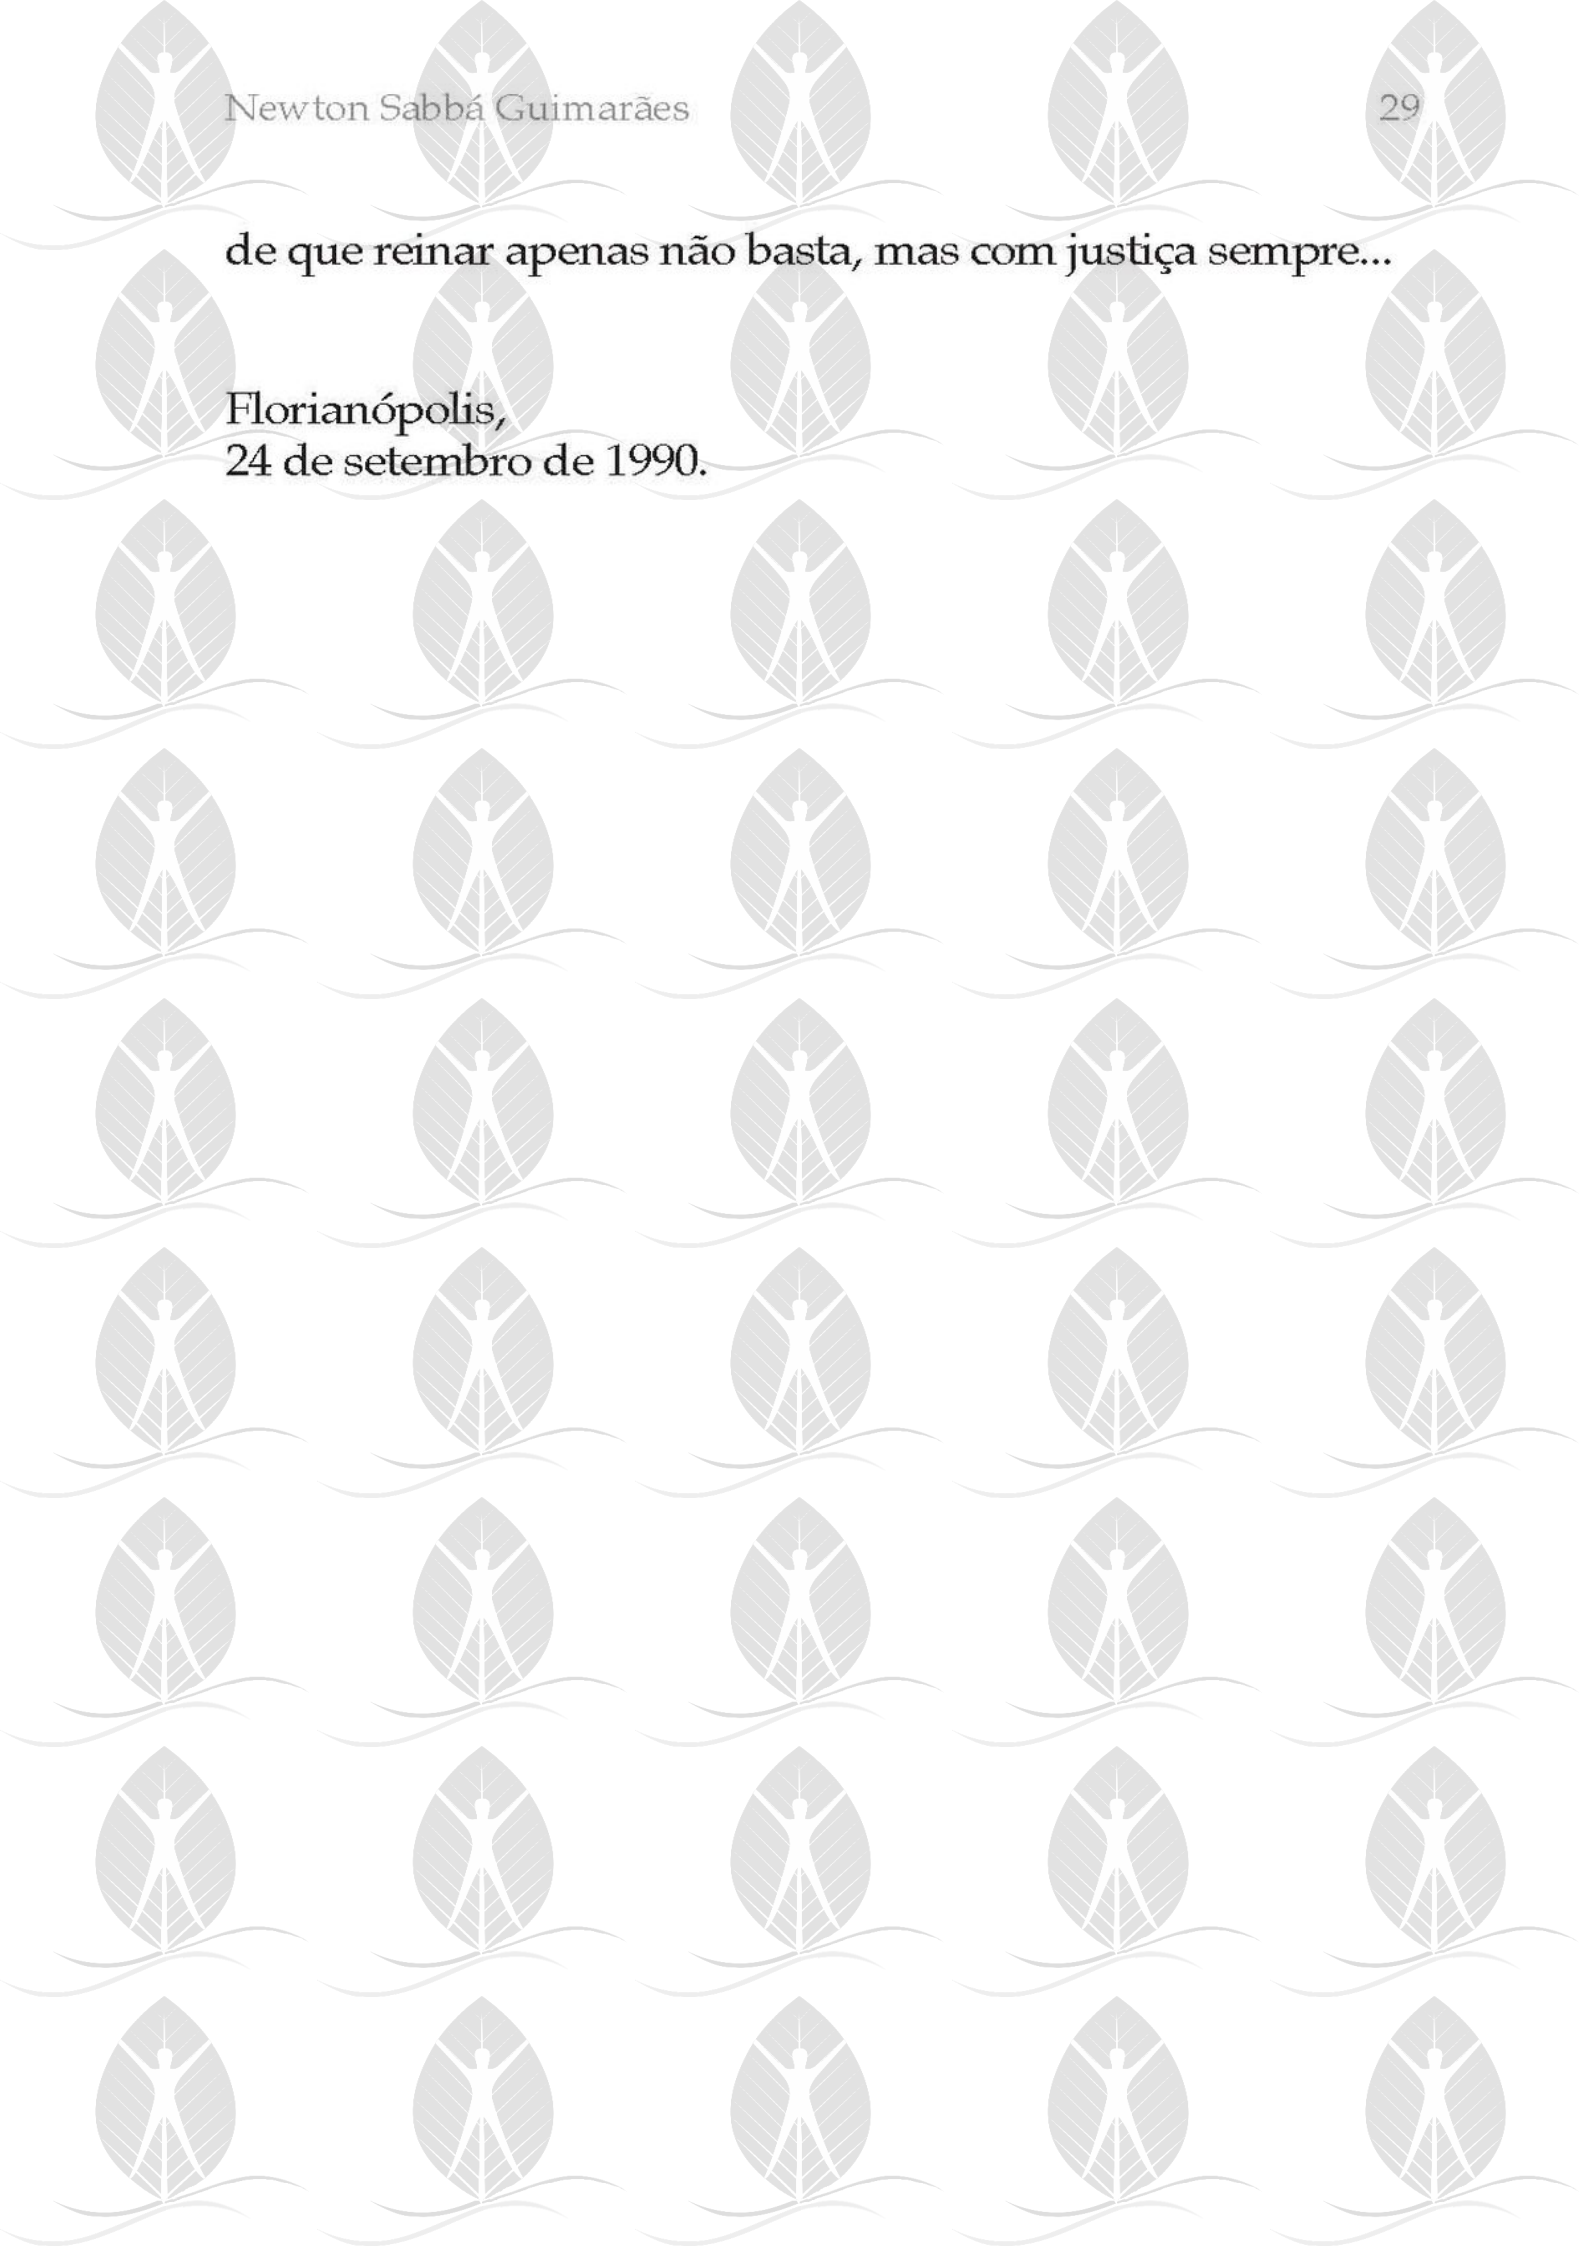 Newton Sabbá Guimarães 29
de que reinar apenas não basta, mas com justiça sempre...
Florianópolis,
24 de setembro de 1990.